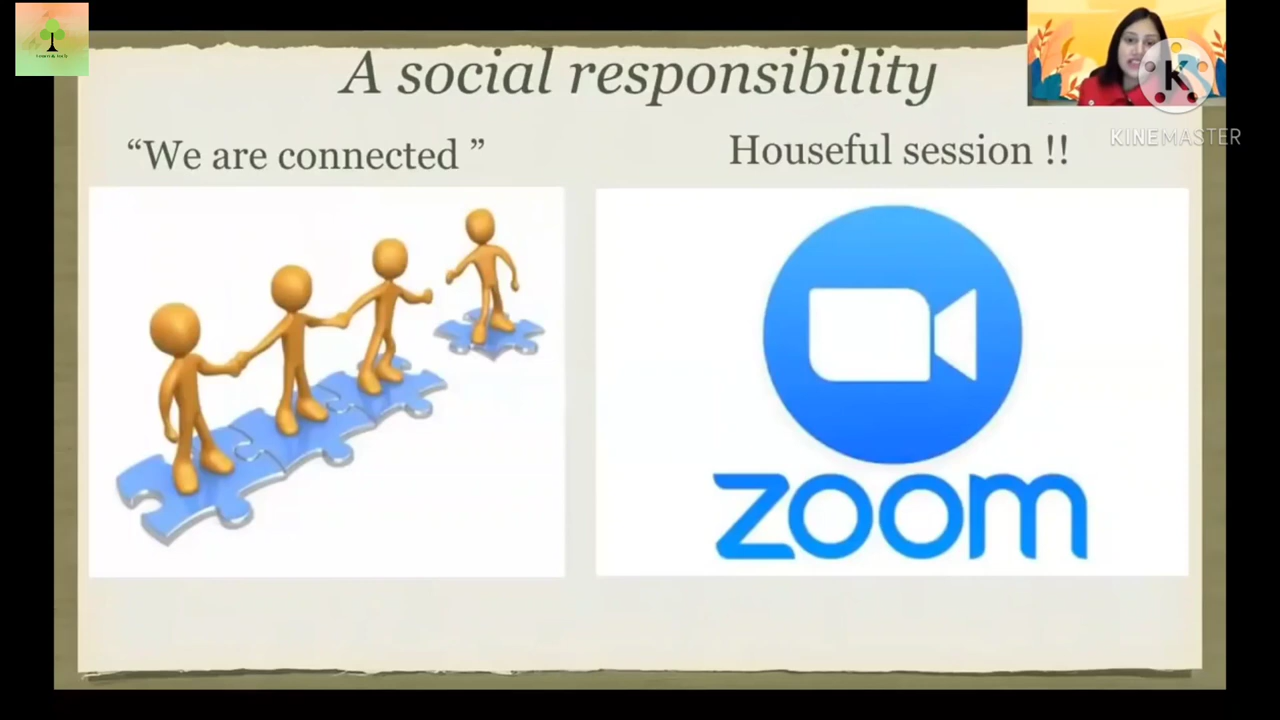 A social responsibility
“We are connected ”
Houseful session !!
zoom
K
KINEMASTER